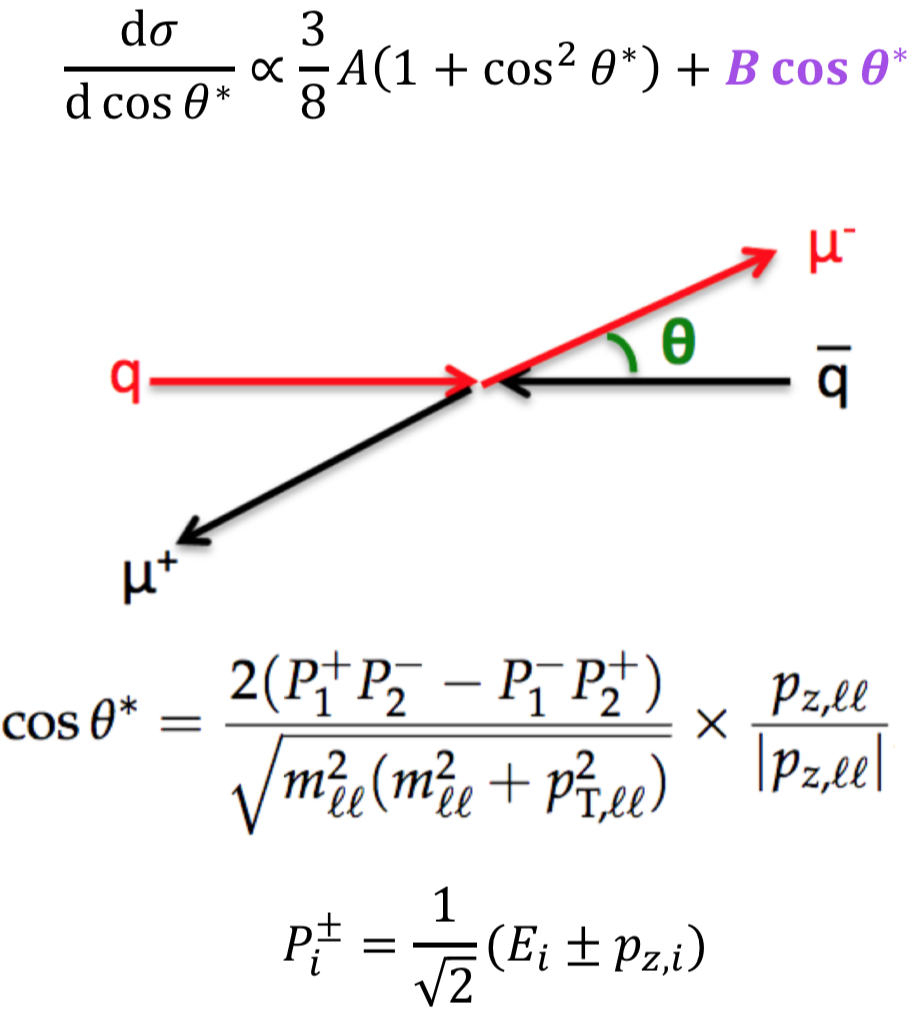 dσ/d cos θ* ∝ 3/8 A(1 + cos² θ*) + B cos θ*
μ⁻
θ
q
q̅
μ⁺
cos θ* = 2(P₁⁺P₂⁻ − P₁⁻P₂⁺)/√(m²_ℓℓ(m²_ℓℓ + p²_T,ℓℓ)) × p_z,ℓℓ/|p_z,ℓℓ|
P_i^± = 1/√2 (E_i ± p_z,i)